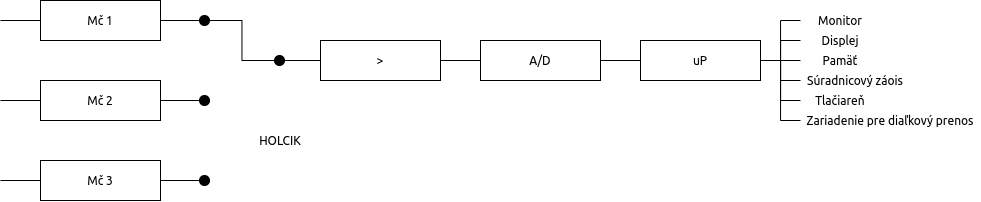 Mč 1
Mč 2
Mč 3
HOLCIK
>
A/D
uP
Monitor
Displej
Pamäť
Súradnicový záois
Tlačiareň
Zariadenie pre diaľkový prenos